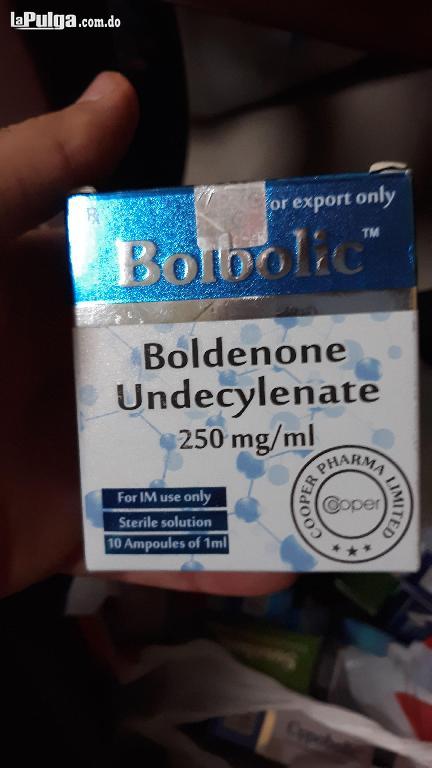 laPulga.com.do
Rx
or export only
Bolbolic™
Boldenone
Undecylenate
250 mg/ml
For IM use only
Sterile solution
10 Ampoules of 1ml
COOPER PHARMA LIMITED
Cooper